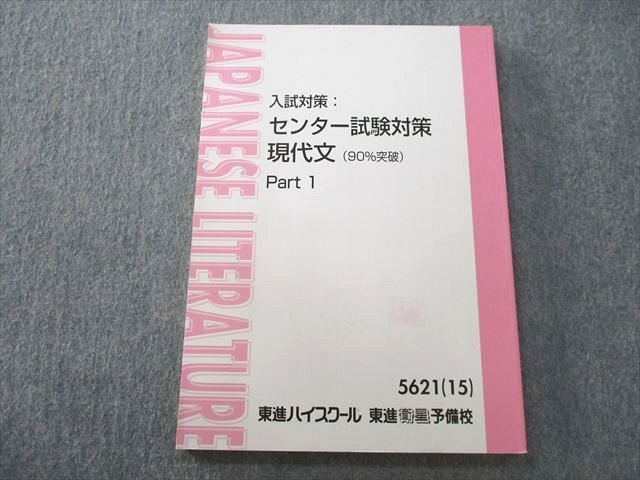 JAPANESE LITERATURE
入試対策：
センター試験対策
現代文（90%突破）
Part 1
5621(15)
東進ハイスクール 東進衛星予備校